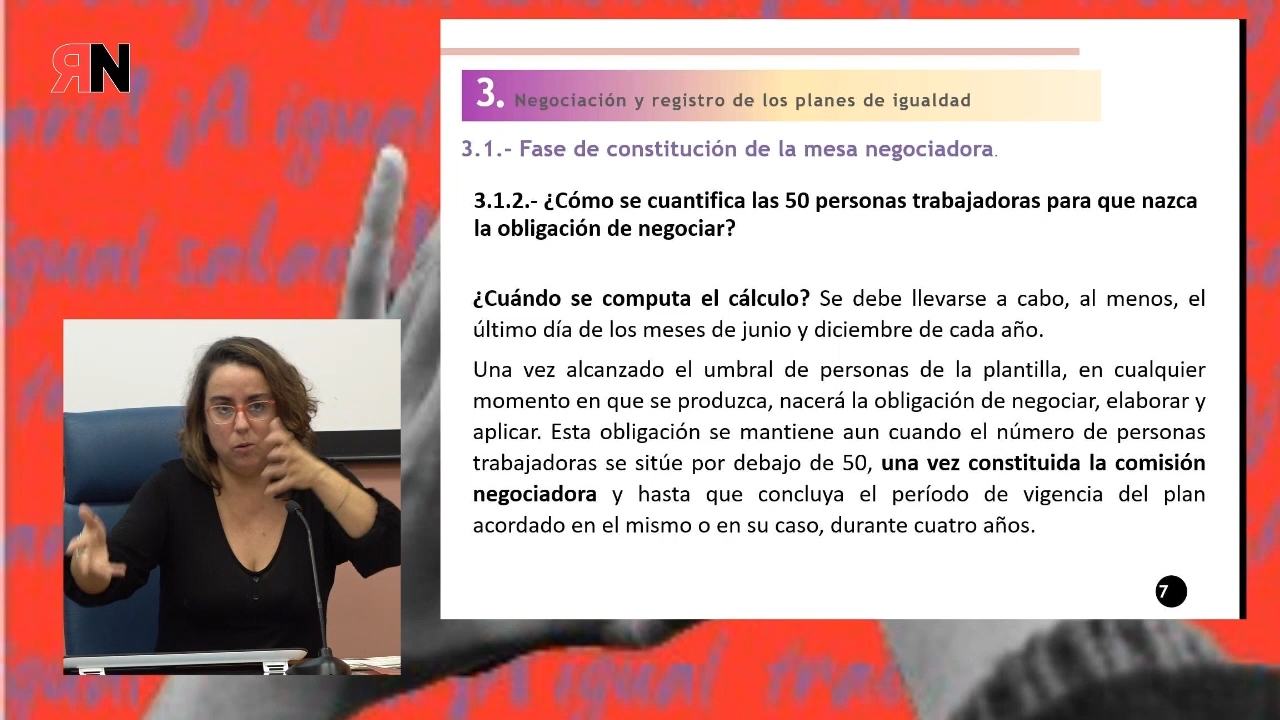 ЯN
3. Negociación y registro de los planes de igualdad
3.1.- Fase de constitución de la mesa negociadora.
3.1.2.- ¿Cómo se cuantifica las 50 personas trabajadoras para que nazca
la obligación de negociar?
¿Cuándo se computa el cálculo? Se debe llevarse a cabo, al menos, el
último día de los meses de junio y diciembre de cada año.
Una vez alcanzado el umbral de personas de la plantilla, en cualquier
momento en que se produzca, nacerá la obligación de negociar, elaborar y
aplicar. Esta obligación se mantiene aun cuando el número de personas
trabajadoras se sitúe por debajo de 50, una vez constituida la comisión
negociadora y hasta que concluya el período de vigencia del plan
acordado en el mismo o en su caso, durante cuatro años.
7
¡A igual
igual
¡A igual